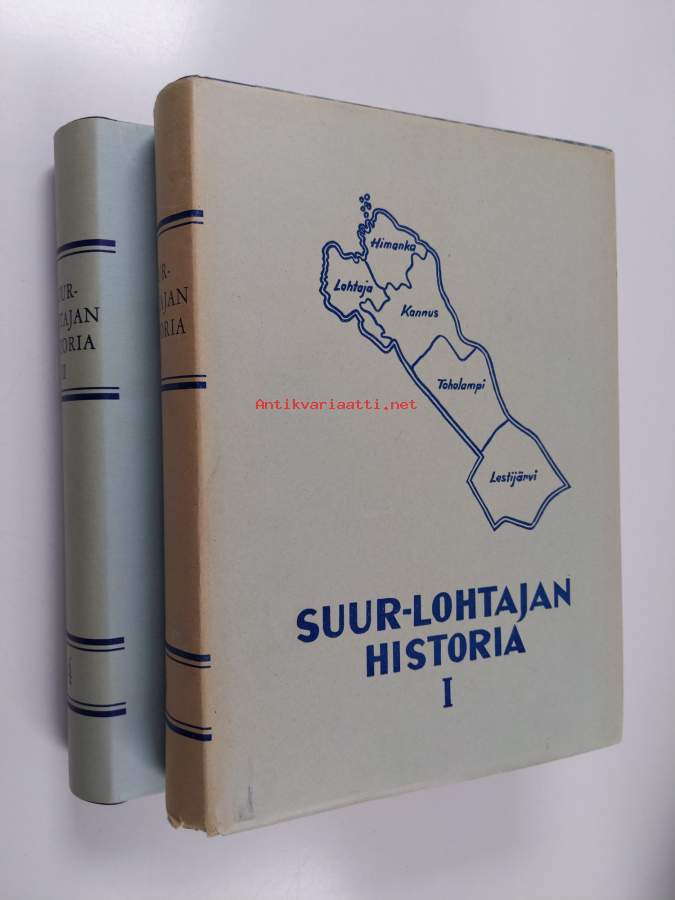 Himanka
Lohtaja
Kannus
Toholampi
Lestijärvi
SUUR-LOHTAJAN
HISTORIA
I
Antikvariaatti.net